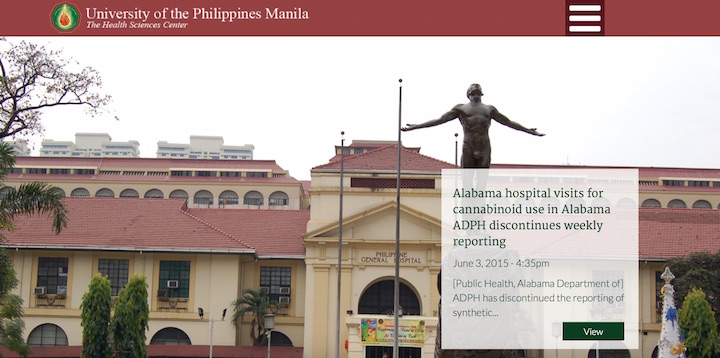 University of the Philippines Manila
The Health Sciences Center
PHILIPPINE
GENERAL HOSPITAL
Alabama hospital visits for
cannabinoid use in Alabama
ADPH discontinues weekly
reporting
June 3, 2015 - 4:35pm
[Public Health, Alabama Department of]
ADPH has discontinued the reporting of
synthetic...
View